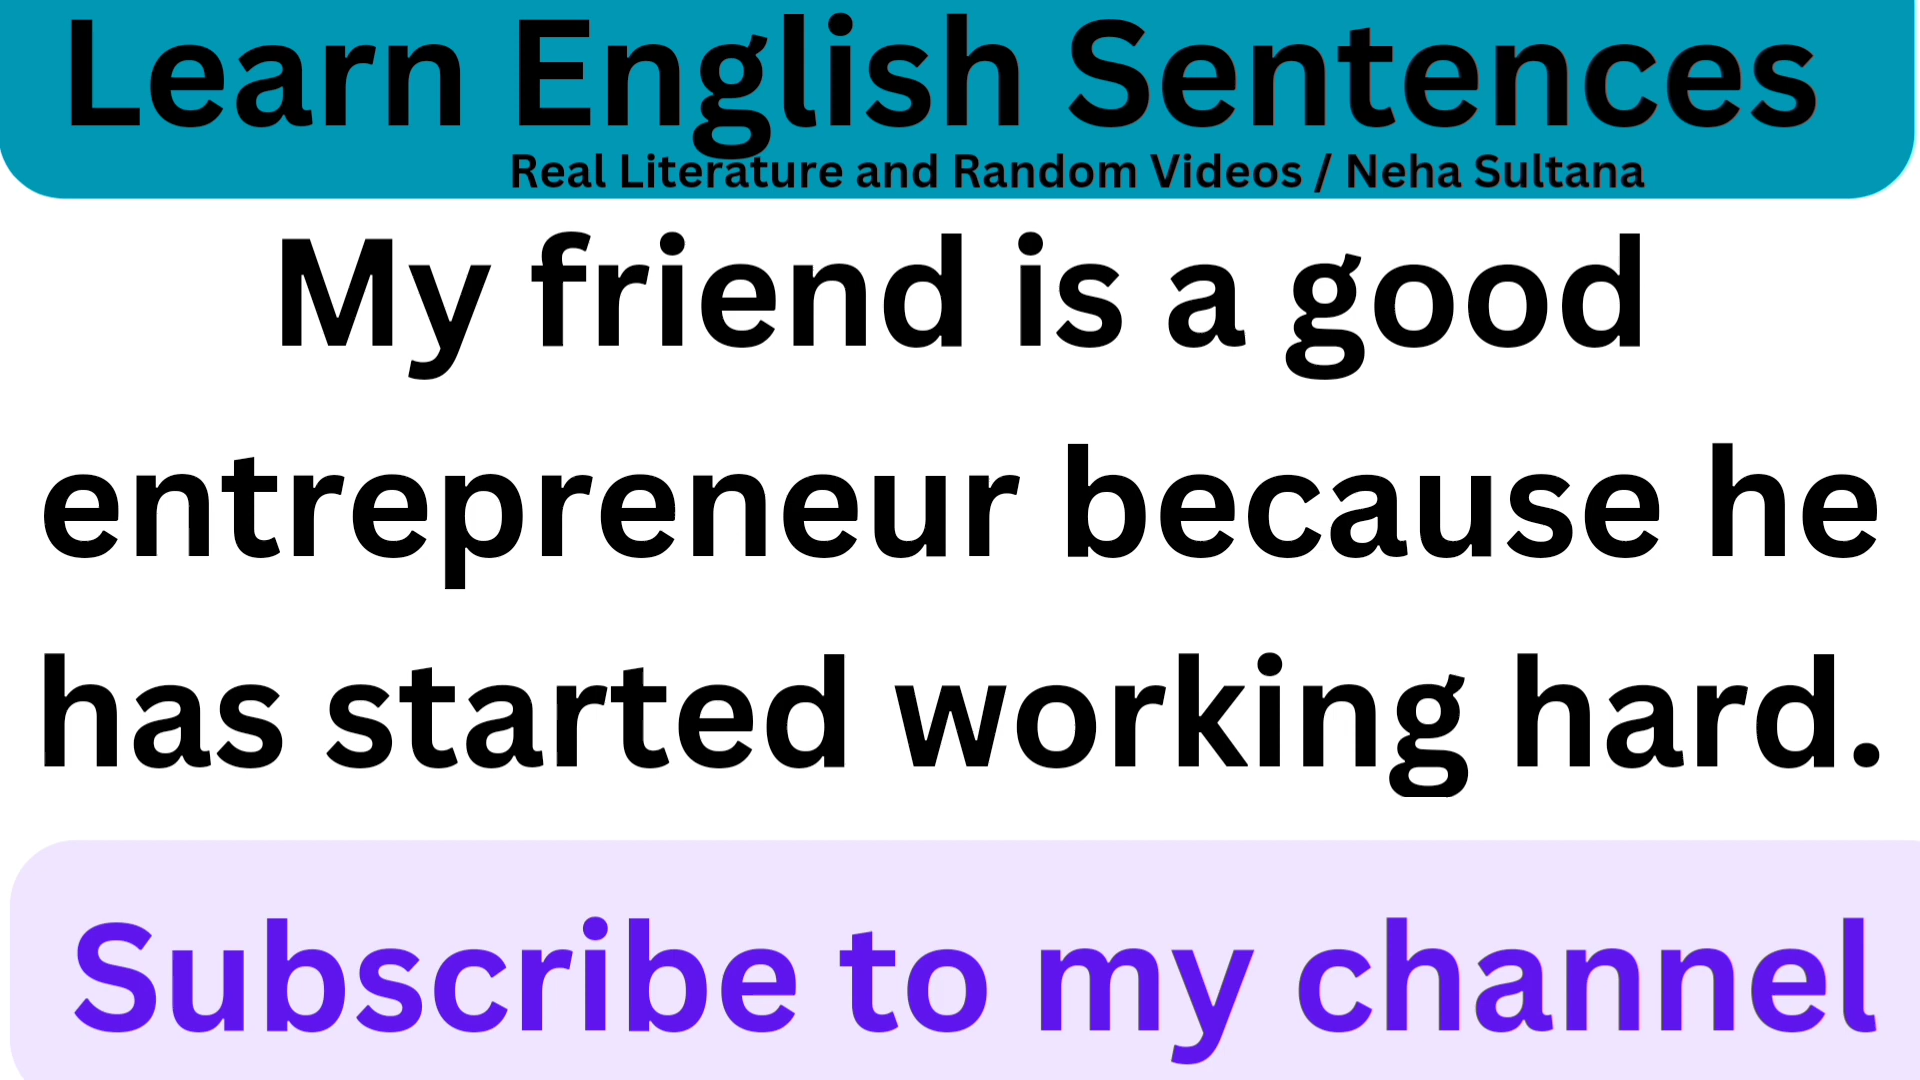 Learn English Sentences
Real Literature and Random Videos / Neha Sultana
My friend is a good
entrepreneur because he
has started working hard.
Subscribe to my channel